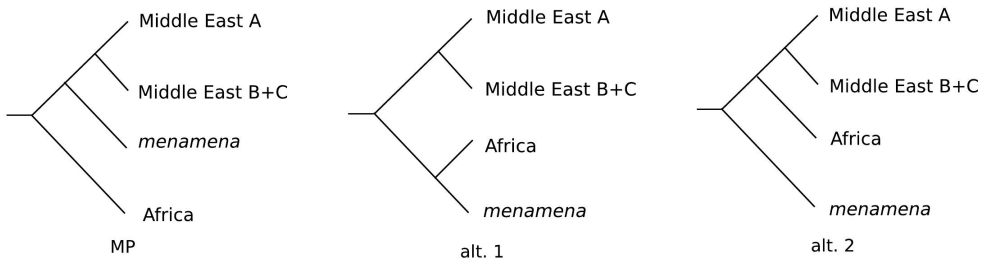 Middle East A
Middle East B+C
menamena
Africa
MP
Middle East A
Middle East B+C
Africa
menamena
alt. 1
Middle East A
Middle East B+C
Africa
menamena
alt. 2